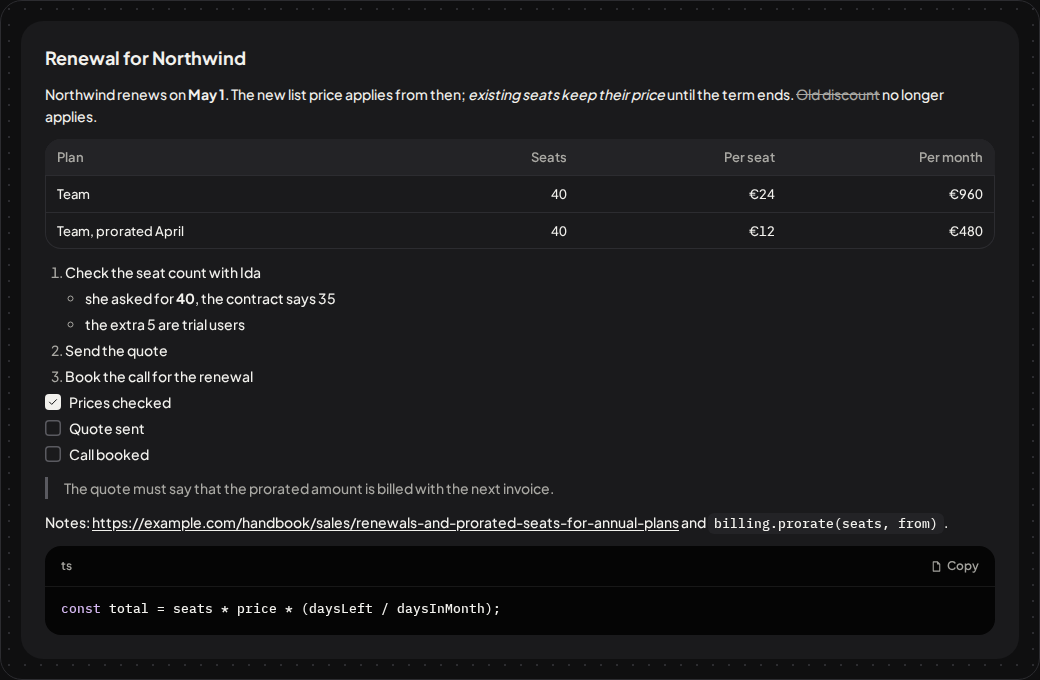 Renewal for Northwind
Northwind renews on May 1. The new list price applies from then; existing seats keep their price until the term ends. Old discount no longer
applies.
Plan Seats Per seat Per month
Team 40 €24 €960
Team, prorated April 40 €12 €480
1. Check the seat count with Ida
she asked for 40, the contract says 35
the extra 5 are trial users
2. Send the quote
3. Book the call for the renewal
Prices checked
Quote sent
Call booked
The quote must say that the prorated amount is billed with the next invoice.
Notes: https://example.com/handbook/sales/renewals-and-prorated-seats-for-annual-plans and billing.prorate(seats, from) .
ts Copy
const total = seats * price * (daysLeft / daysInMonth);